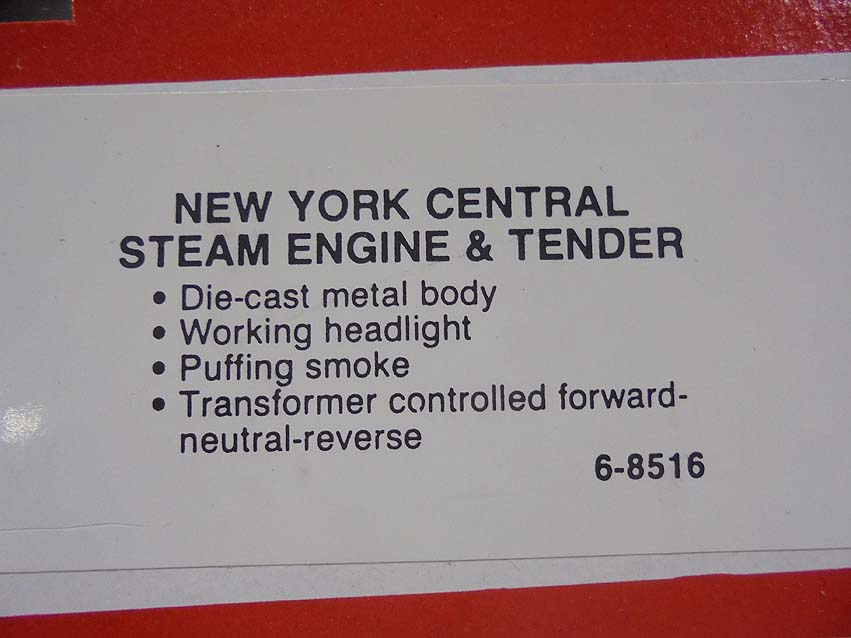 NEW YORK CENTRAL
STEAM ENGINE & TENDER
• Die-cast metal body
• Working headlight
• Puffing smoke
• Transformer controlled forward-
neutral-reverse
6-8516